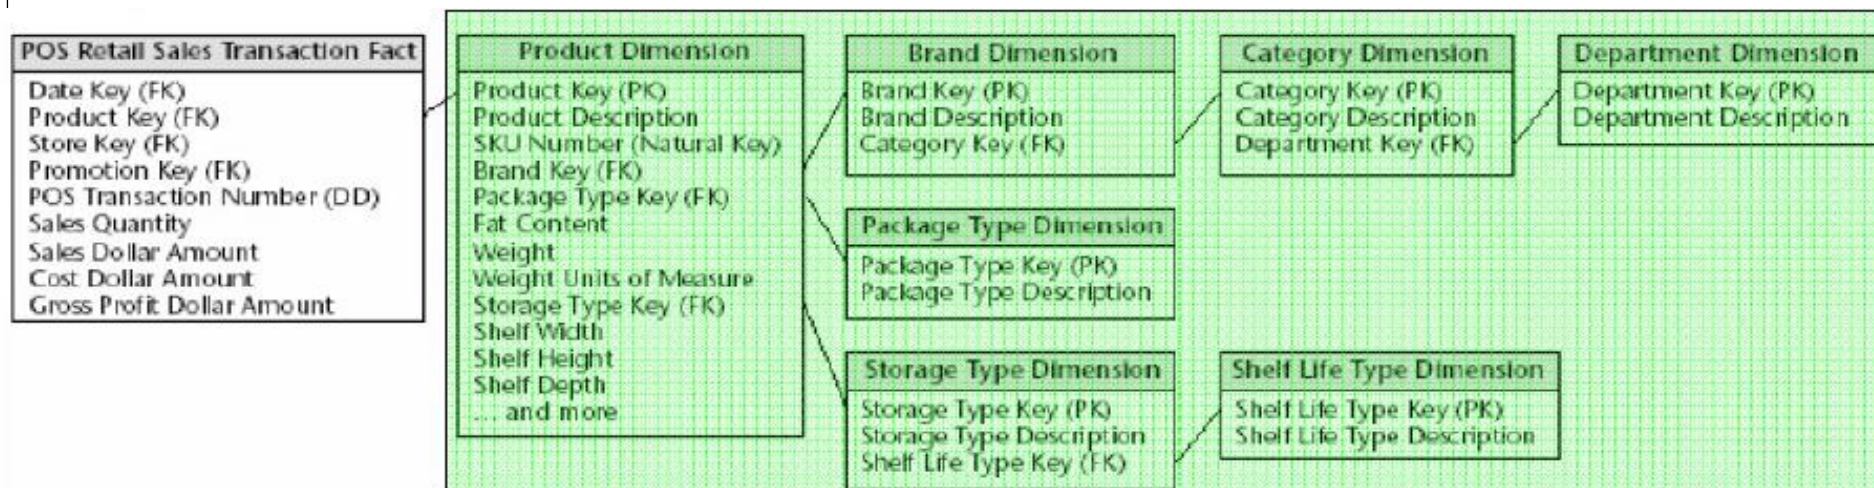 POS Retail Sales Transaction Fact
Date Key (FK)
Product Key (FK)
Store Key (FK)
Promotion Key (FK)
POS Transaction Number (DD)
Sales Quantity
Sales Dollar Amount
Cost Dollar Amount
Gross Profit Dollar Amount
Product Dimension
Product Key (PK)
Product Description
SKU Number (Natural Key)
Brand Key (FK)
Package Type Key (FK)
Fat Content
Weight
Weight Units of Measure
Storage Type Key (FK)
Shelf Width
Shelf Height
Shelf Depth
... and more
Brand Dimension
Brand Key (PK)
Brand Description
Category Key (FK)
Category Dimension
Category Key (PK)
Category Description
Department Key (FK)
Department Dimension
Department Key (PK)
Department Description
Package Type Dimension
Package Type Key (PK)
Package Type Description
Storage Type Dimension
Storage Type Key (PK)
Storage Type Description
Shelf Life Type Key (FK)
Shelf Life Type Dimension
Shelf Life Type Key (PK)
Shelf Life Type Description